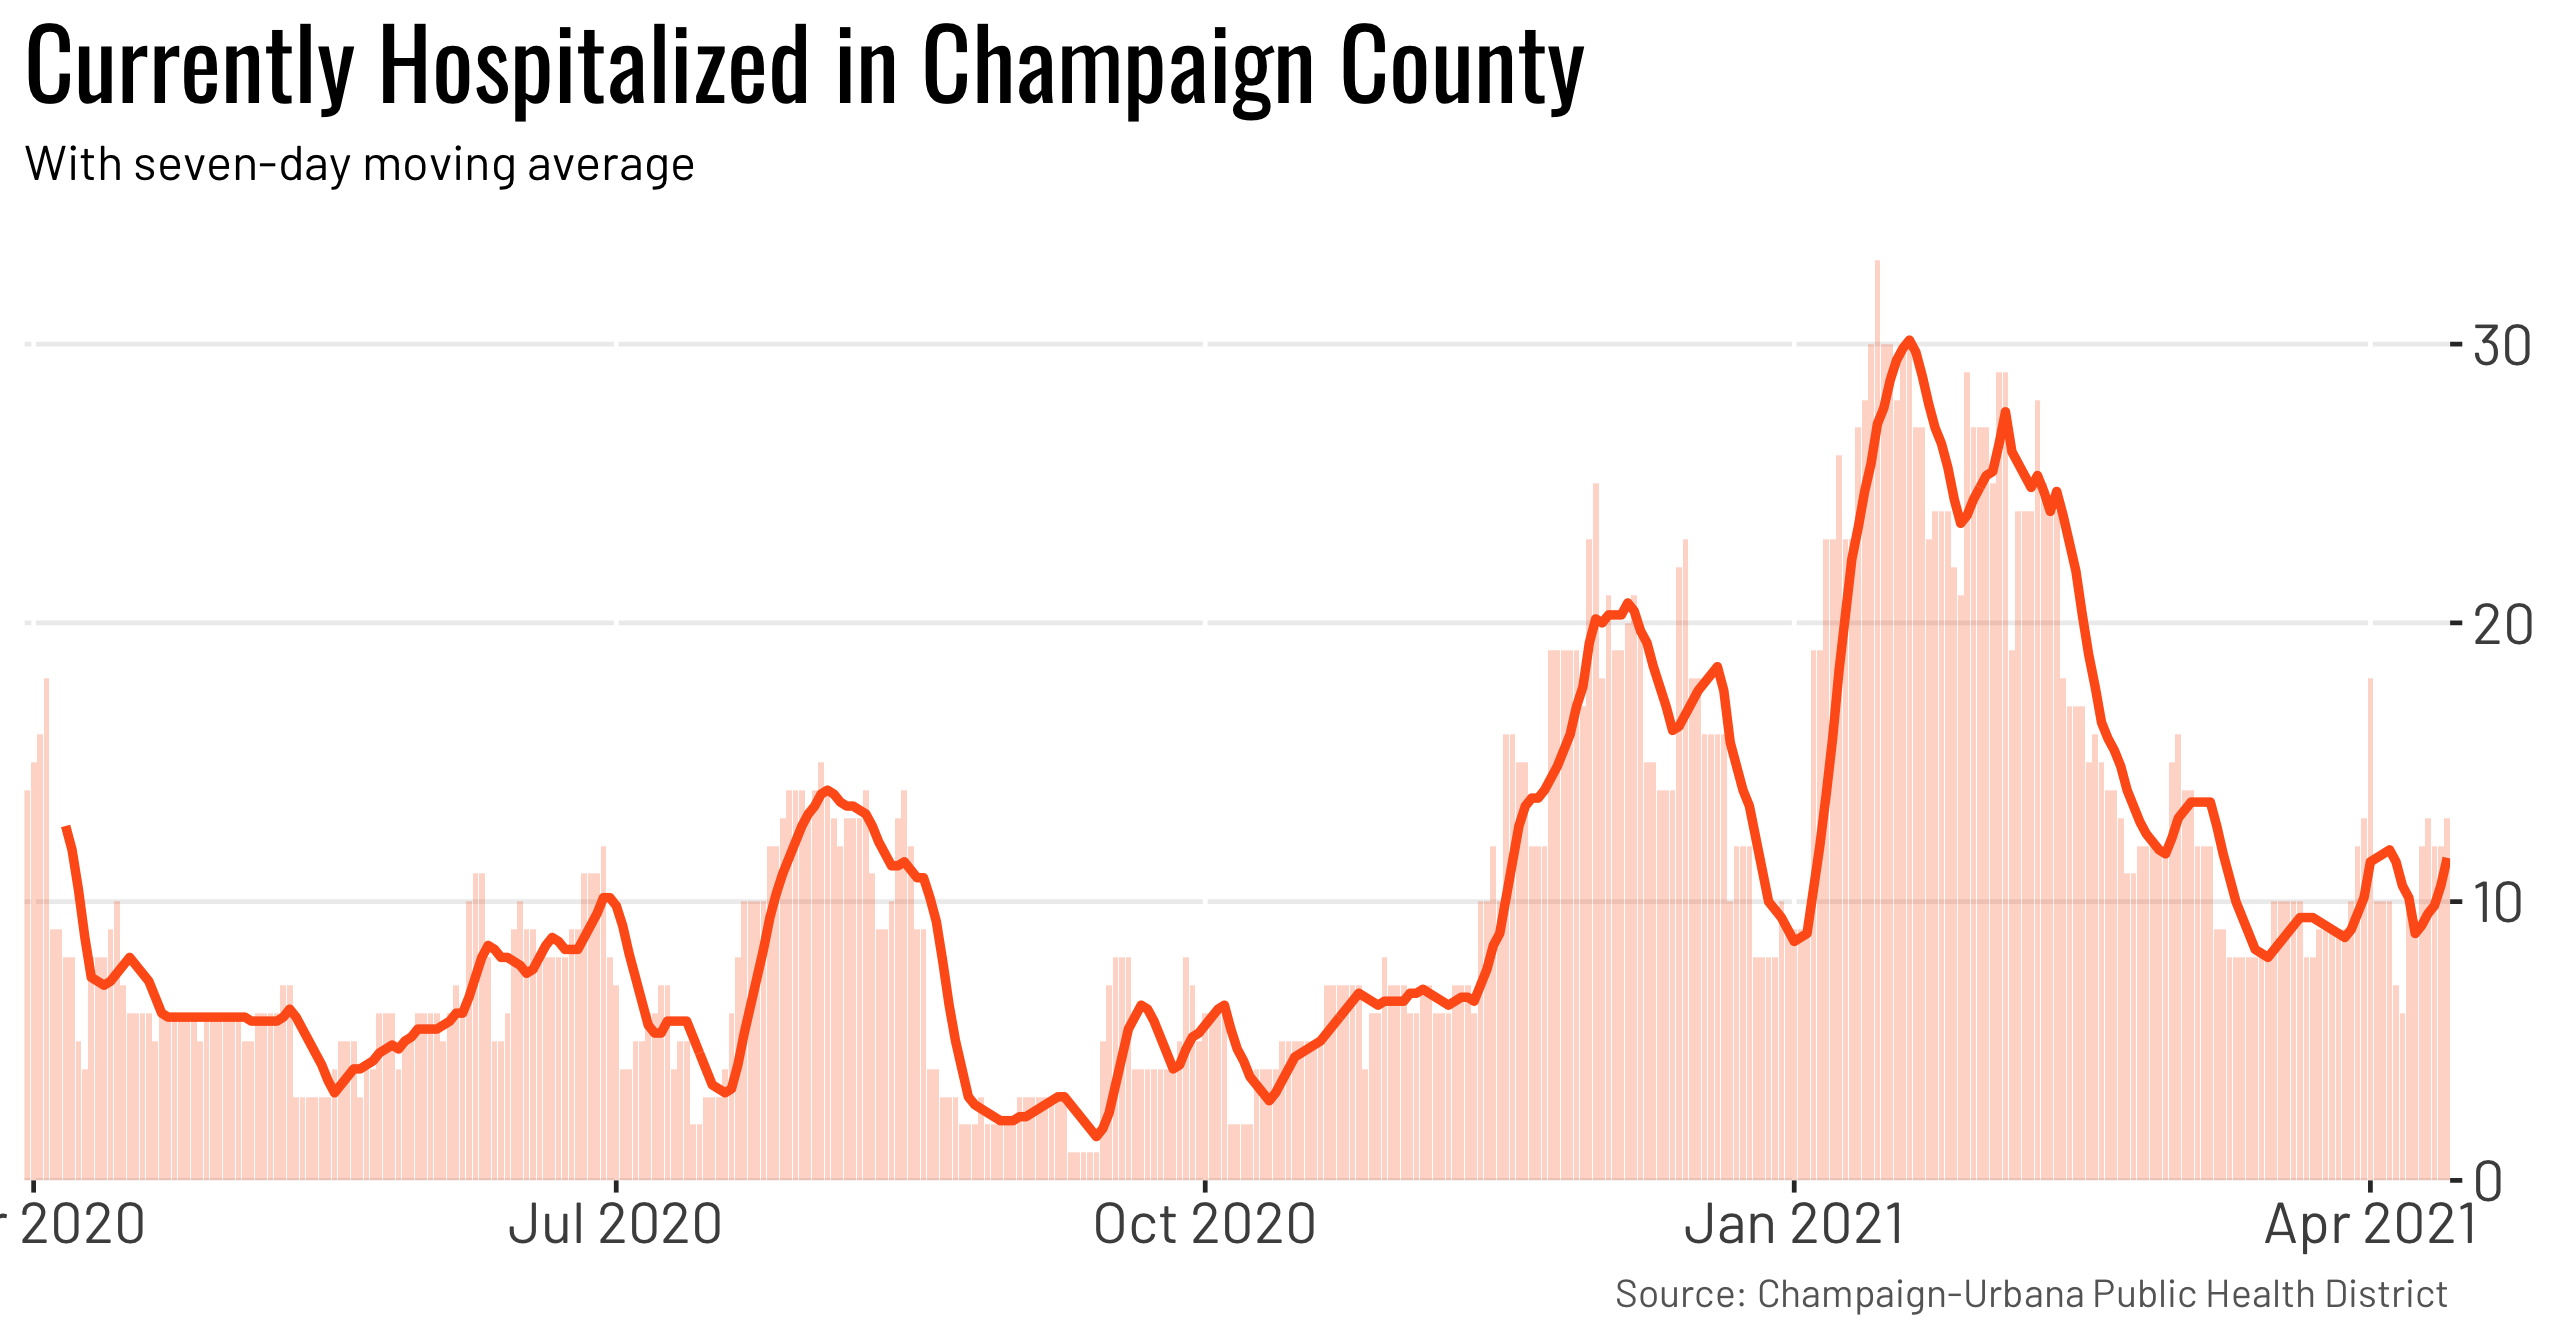 Currently Hospitalized in Champaign County
With seven-day moving average
30
20
10
0
r 2020
Jul 2020
Oct 2020
Jan 2021
Apr 2021
Source: Champaign-Urbana Public Health District